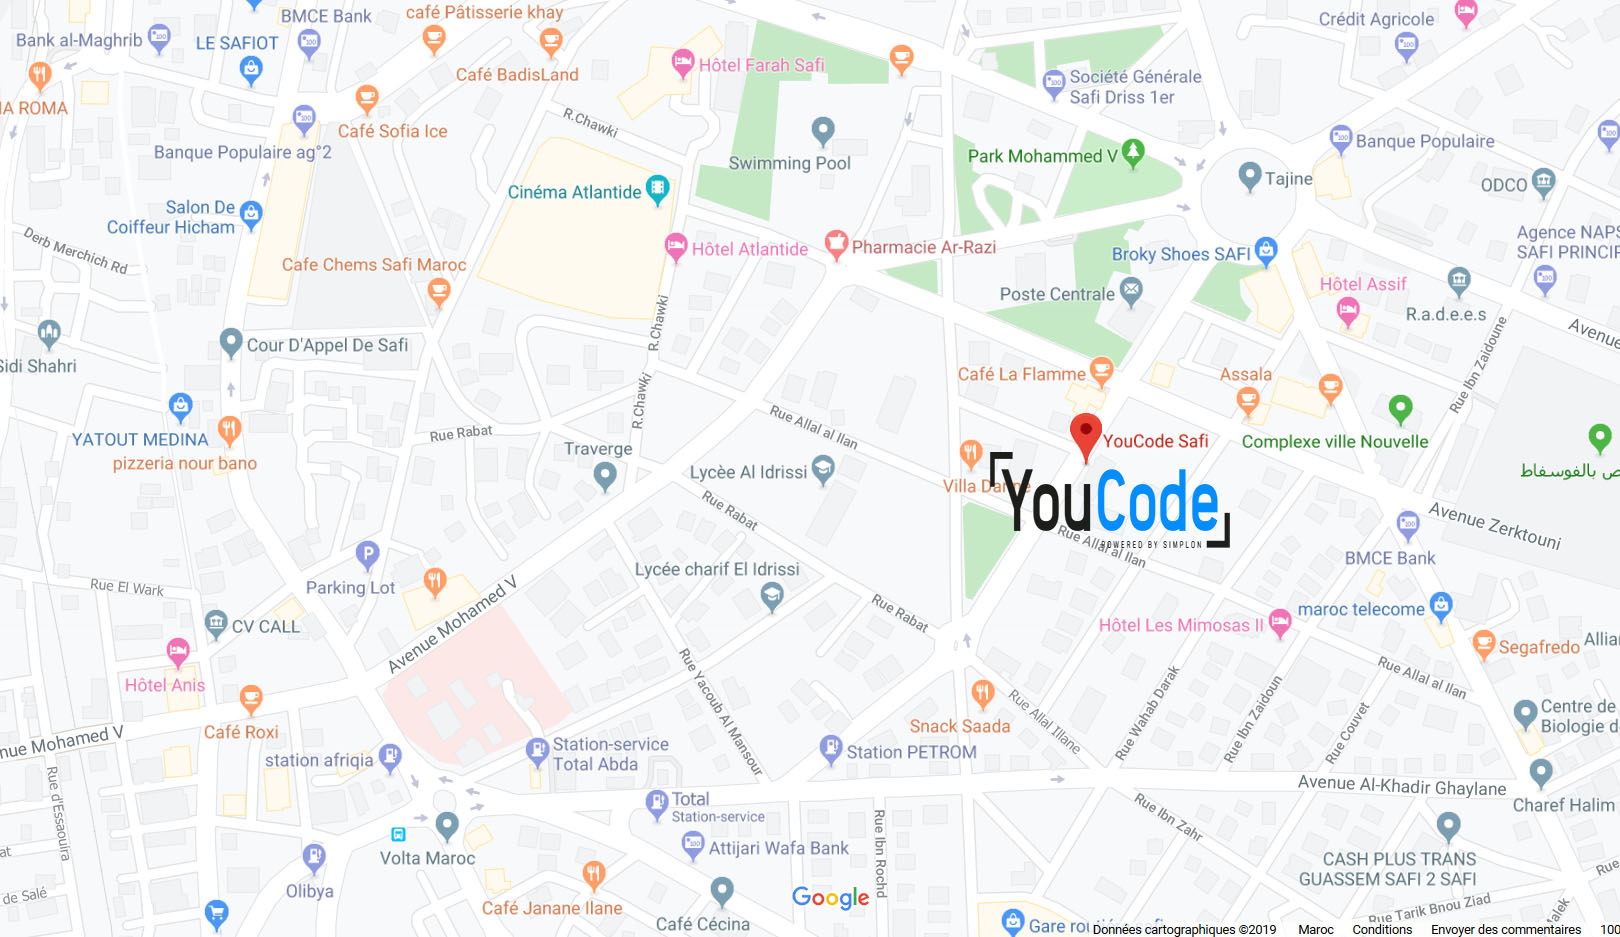 BMCE Bank
café Pâtisserie khay
Crédit Agricole
Bank al-Maghrib
LE SAFIOT
Café BadisLand
Hôtel Farah Safi
Société Générale
Safi Driss 1er
ROMA
Café Sofia Ice
R.Chawki
Banque Populaire
Banque Populaire ag°2
Swimming Pool
Park Mohammed V
Tajine
ODCO
Cinéma Atlantide
Salon De
Coiffeur Hicham
Derb Merchich Rd
Hôtel Atlantide
Pharmacie Ar-Razi
Broky Shoes SAFI
Agence NAPS
SAFI PRINCIP
Cafe Chems Safi Maroc
Poste Centrale
Hôtel Assif
R.a.d.e.e.s
R.Chawki
Avenue
Cour D'Appel De Safi
Sidi Shahri
Café La Flamme
Assala
Rue Ibn Zaidoune
R.Chawki
Rue Allal al Ilan
YATOUT MEDINA
Rue Rabat
YouCode Safi
Complexe ville Nouvelle
pizzeria nour bano
Traverge
Lycèe Al Idrissi
Villa Da
ص بالفوسفاط
YouCode
POWERED BY SIMPLON
Rue Rabat
Rue Allal al Ilan
Avenue Zerktouni
BMCE Bank
Parking Lot
Rue El Wark
Lycée charif El Idrissi
Avenue Mohamed V
Rue Rabat
maroc telecome
CV CALL
Hôtel Les Mimosas II
Segafredo
Allian
Hôtel Anis
Rue Yacoub Al Mansour
Rue Allal al Ilan
Rue Wahab Darak
Rue Ibn Zaidoun
Rue Couvet
Rue Allal Illane
Centre de
Biologie d
Café Roxi
Snack Saada
nue Mohamed V
station afriqia
Station-service
Total Abda
Station PETROM
Avenue Al-Khadir Ghaylane
Rue d'Essaouira
Total
Station-service
Rue Ibn Zahr
Charef Halim
Rue Ibn Rochd
Volta Maroc
Attijari Wafa Bank
CASH PLUS TRANS
GUASSEM SAFI 2 SAFI
Olibya
de Salé
Café Janane Ilane
Google
Café Cécina
Rue Tarik Bnou Ziad
Malek
Gare rou
Données cartographiques ©2019
Maroc
Conditions
Envoyer des commentaires